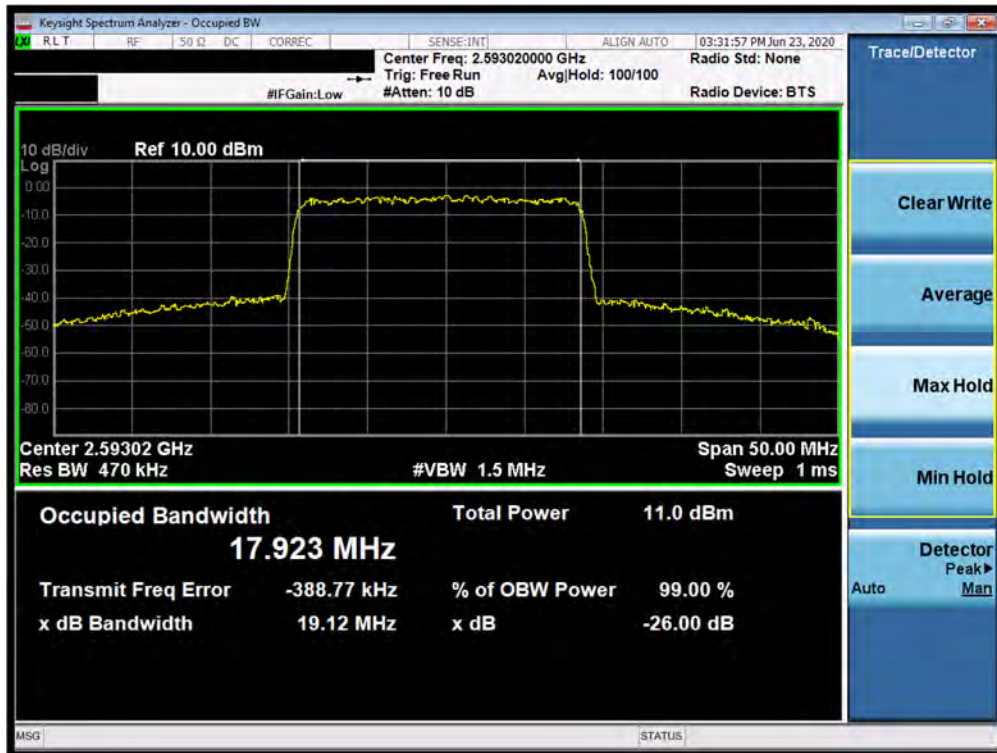 Keysight Spectrum Analyzer - Occupied BW
RLT RF 50 Ω DC CORREC SENSE:INT ALIGN AUTO 03:31:57 PM Jun 23, 2020
Center Freq: 2.593020000 GHz Radio Std: None
Trig: Free Run Avg|Hold: 100/100
#IFGain:Low #Atten: 10 dB Radio Device: BTS
10 dB/div Ref 10.00 dBm
Log
0.00
-10.0
-20.0
-30.0
-40.0
-50.0
-60.0
-70.0
-80.0
Center 2.59302 GHz Span 50.00 MHz
Res BW 470 kHz #VBW 1.5 MHz Sweep 1 ms
Occupied Bandwidth Total Power 11.0 dBm
17.923 MHz
Transmit Freq Error -388.77 kHz % of OBW Power 99.00 %
x dB Bandwidth 19.12 MHz x dB -26.00 dB
MSG STATUS
Trace/Detector
Clear Write
Average
Max Hold
Min Hold
Detector
Peak▶
Auto Man